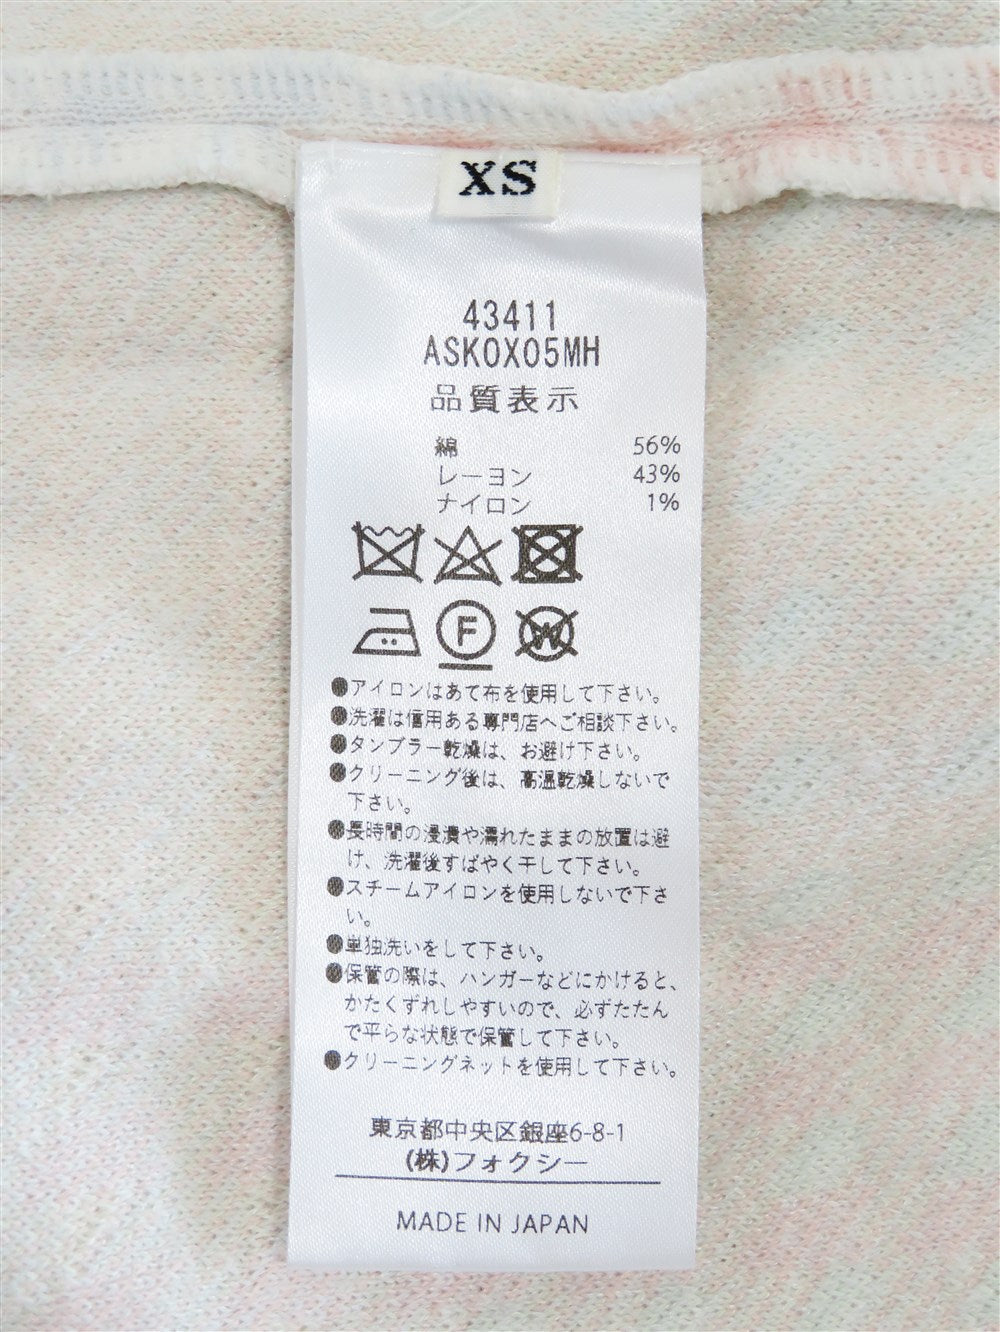 XS
43411
ASK0X05MH
品質表示
綿 56%
レーヨン 43%
ナイロン 1%
F
W
●アイロンはあて布を使用して下さい。
●洗濯は信用ある専門店へご相談下さい。
●タンブラー乾燥は、お避け下さい。
●クリーニング後は、高温乾燥しないで
下さい。
●長時間の浸漬や濡れたままの放置は避
け、洗濯後すばやく干して下さい。
●スチームアイロンを使用しないで下さ
い。
●単独洗いをして下さい。
●保管の際は、ハンガーなどにかけると、
かたくずれしやすいので、必ずたたん
で平らな状態で保管して下さい。
●クリーニングネットを使用して下さい。
東京都中央区銀座6-8-1
(株)フォクシー
MADE IN JAPAN